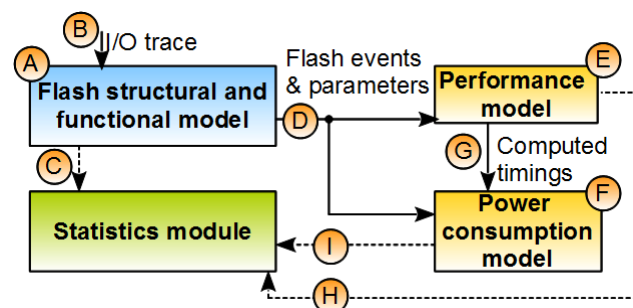 B
I/O trace
A
Flash structural and
functional model
Flash events
& parameters
D
E
Performance
model
C
G
Computed
timings
F
Statistics module
I
Power
consumption
model
H